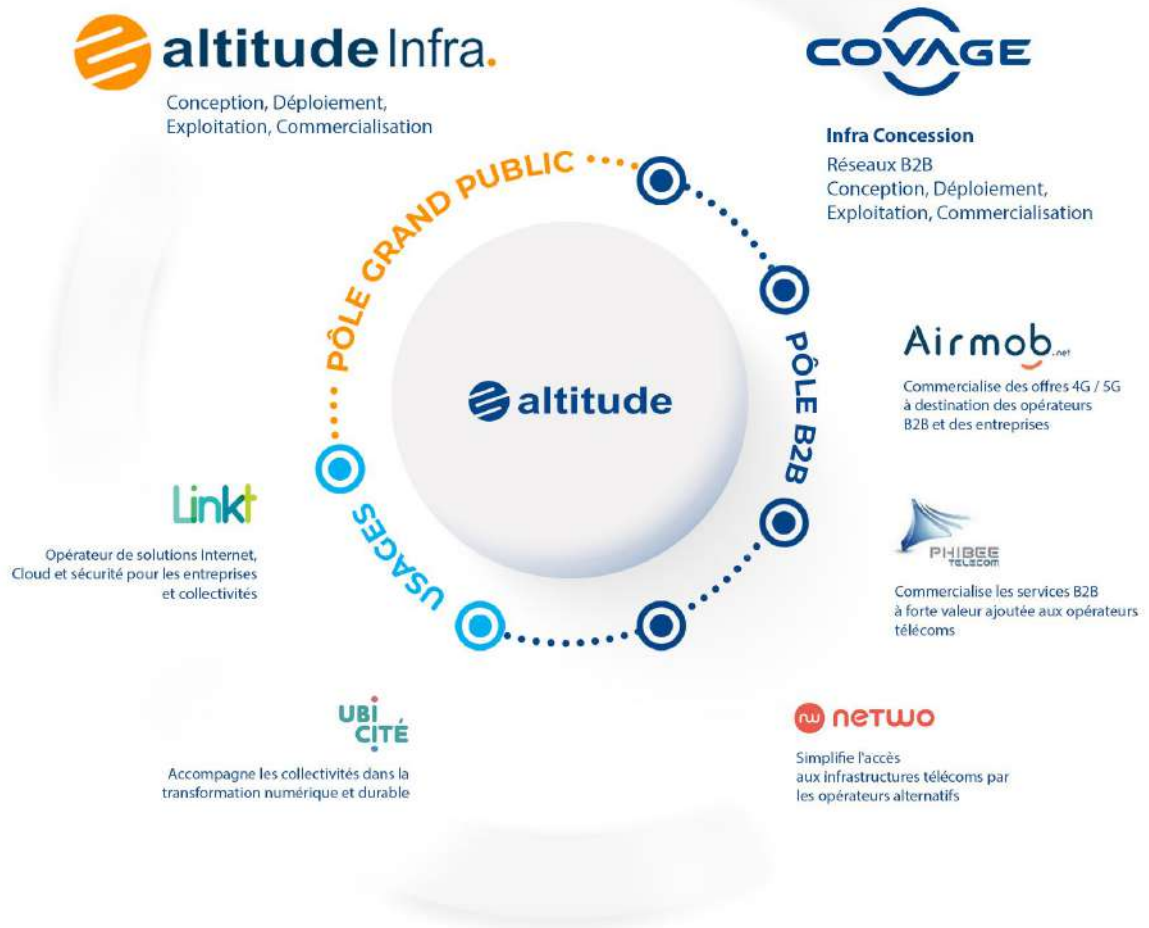 altitude Infra.
Conception, Déploiement,
Exploitation, Commercialisation
COVAGE
Infra Concession
Réseaux B2B
Conception, Déploiement,
Exploitation, Commercialisation
PÔLE GRAND PUBLIC
PÔLE B2B
USAGES
altitude
Airmob.net
Commercialise des offres 4G / 5G
à destination des opérateurs
B2B et des entreprises
Linkt
Opérateur de solutions Internet,
Cloud et sécurité pour les entreprises
et collectivités
PHIBEE
TELECOM
Commercialise les services B2B
à forte valeur ajoutée aux opérateurs
télécoms
UBI
CITÉ
Accompagne les collectivités dans la
transformation numérique et durable
nw netwo
Simplifie l'accès
aux infrastructures télécoms par
les opérateurs alternatifs